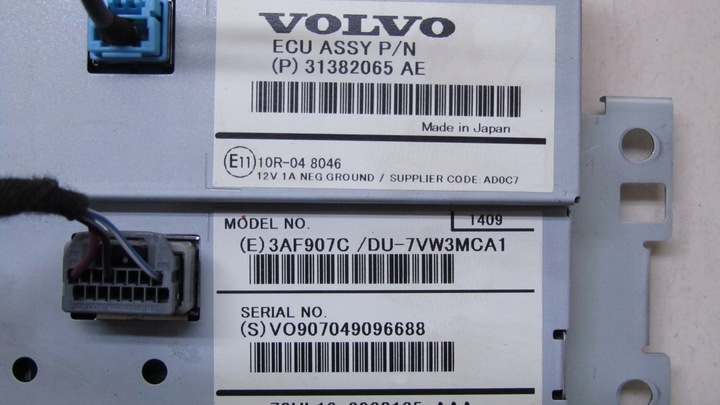 VOLVO
ECU ASSY P/N
(P) 31382065 AE
Made in Japan
E11 10R-04 8046
12V 1A NEG GROUND / SUPPLIER CODE: AD0C7
1409
MODEL NO.
(E) 3AF907C /DU-7VW3MCA1
SERIAL NO.
(S) VO907049096688